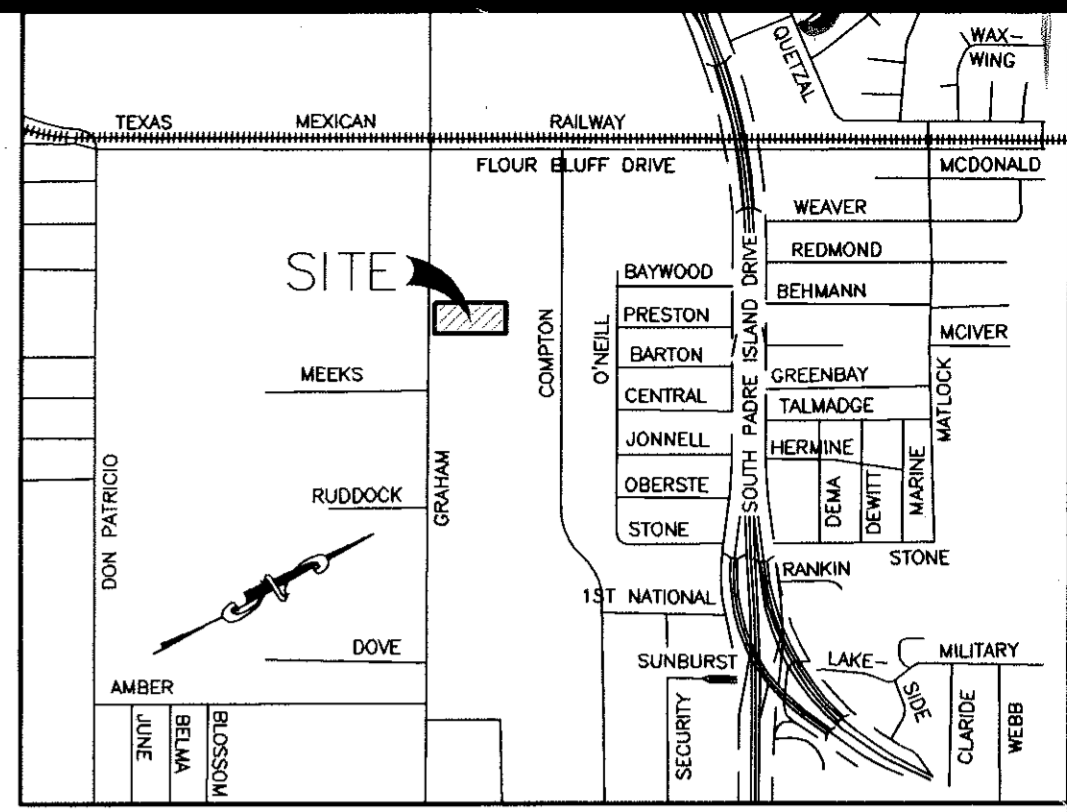 QUETZAL
WAX-
WING
TEXAS MEXICAN RAILWAY
FLOUR BLUFF DRIVE
MCDONALD
WEAVER
SITE
BAYWOOD
REDMOND
PRESTON
BEHMANN
COMPTON
O'NEILL
SOUTH PADRE ISLAND DRIVE
BARTON
MCIVER
MEEKS
CENTRAL
GREENBAY
MATLOCK
TALMADGE
JONNELL
HERMINE
DON PATRICIO
GRAHAM
RUDDOCK
OBERSTE
DEMA
DEWITT
MARINE
STONE
STONE
RANKIN
1ST NATIONAL
DOVE
SUNBURST
LAKE-
SIDE
MILITARY
AMBER
JUNE
BELMA
BLOSSOM
SECURITY
CLARIDE
WEBB